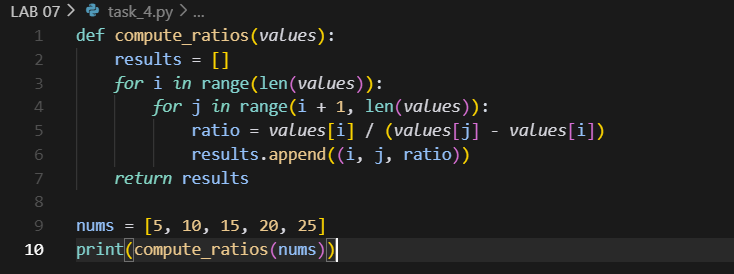 LAB 07 > task_4.py > ...
1 def compute_ratios(values):
2     results = []
3     for i in range(len(values)):
4         for j in range(i + 1, len(values)):
5             ratio = values[i] / (values[j] - values[i])
6             results.append((i, j, ratio))
7     return results
8
9 nums = [5, 10, 15, 20, 25]
10 print(compute_ratios(nums))